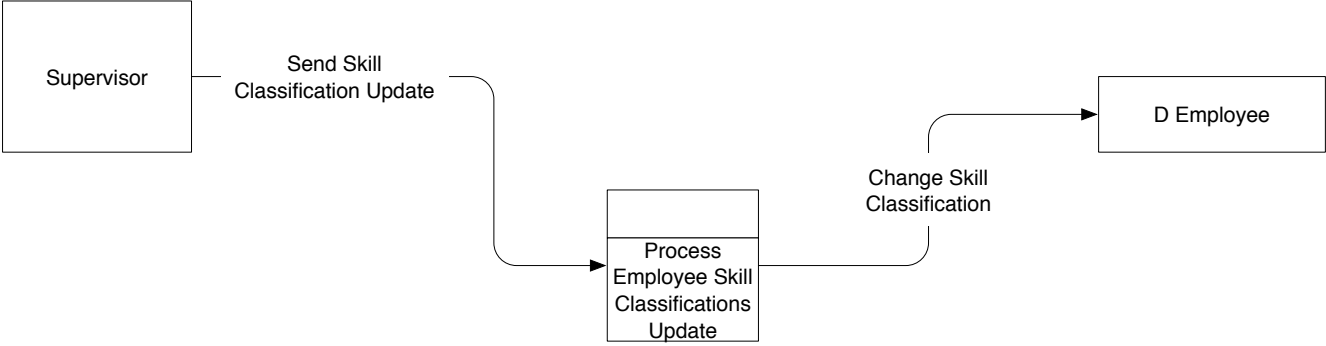 Supervisor
Send Skill
Classification Update
D Employee
Change Skill
Classification
Process
Employee Skill
Classifications
Update